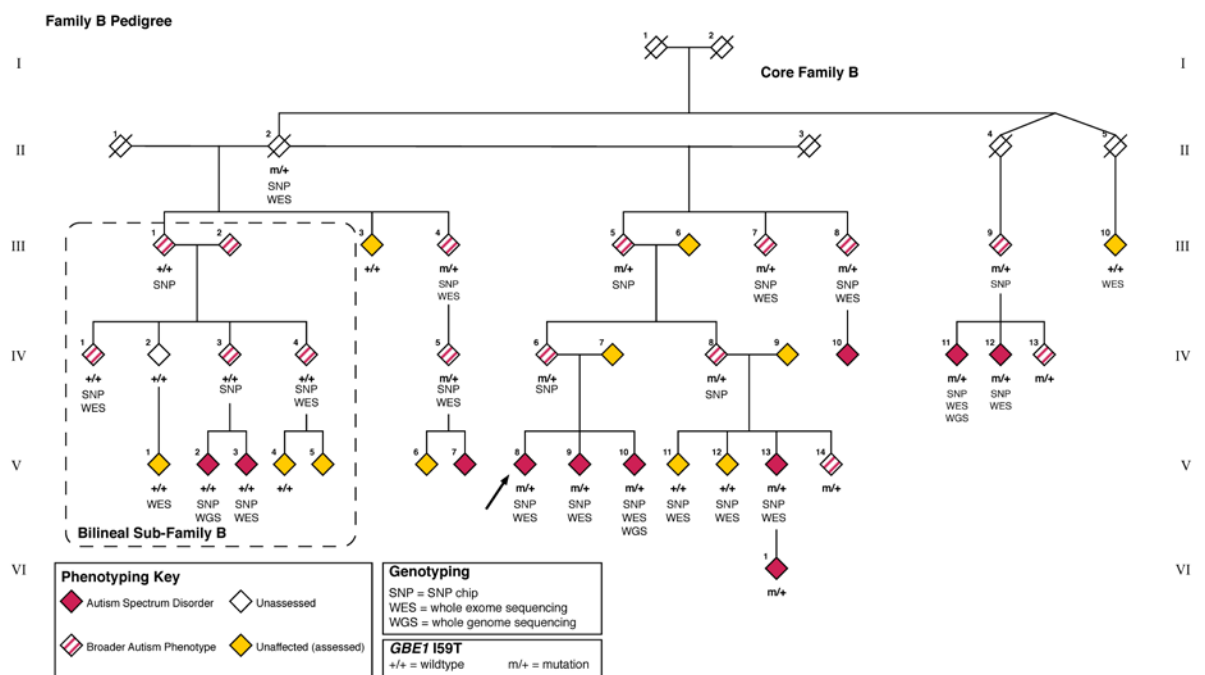 Family B Pedigree
1 2
I Core Family B I
1 2 3 4 5
II II
m/+
SNP
WES
1 2 3 4 5 6 7 8 9 10
III III
+/+ +/+ m/+ m/+ m/+ m/+ m/+ +/+
SNP SNP SNP SNP SNP SNP WES
WES WES WES
1 2 3 4 5 6 7 8 9 10 11 12 13
IV IV
+/+ +/+ +/+ +/+ m/+ m/+ m/+ m/+ m/+ m/+
SNP SNP SNP SNP SNP SNP SNP SNP
WES WES WES WES WES
WGS
1 2 3 4 5 6 7 8 9 10 11 12 13 14
V V
+/+ +/+ +/+ +/+ m/+ m/+ m/+ +/+ +/+ m/+ m/+
WES SNP SNP SNP SNP SNP SNP SNP SNP
WGS WES WES WES WES WES WES WES
WGS
Bilineal Sub-Family B
1
VI VI
m/+
Phenotyping Key
Autism Spectrum Disorder Unassessed
Broader Autism Phenotype Unaffected (assessed)
Genotyping
SNP = SNP chip
WES = whole exome sequencing
WGS = whole genome sequencing
GBE1 I59T
+/+ = wildtype m/+ = mutation